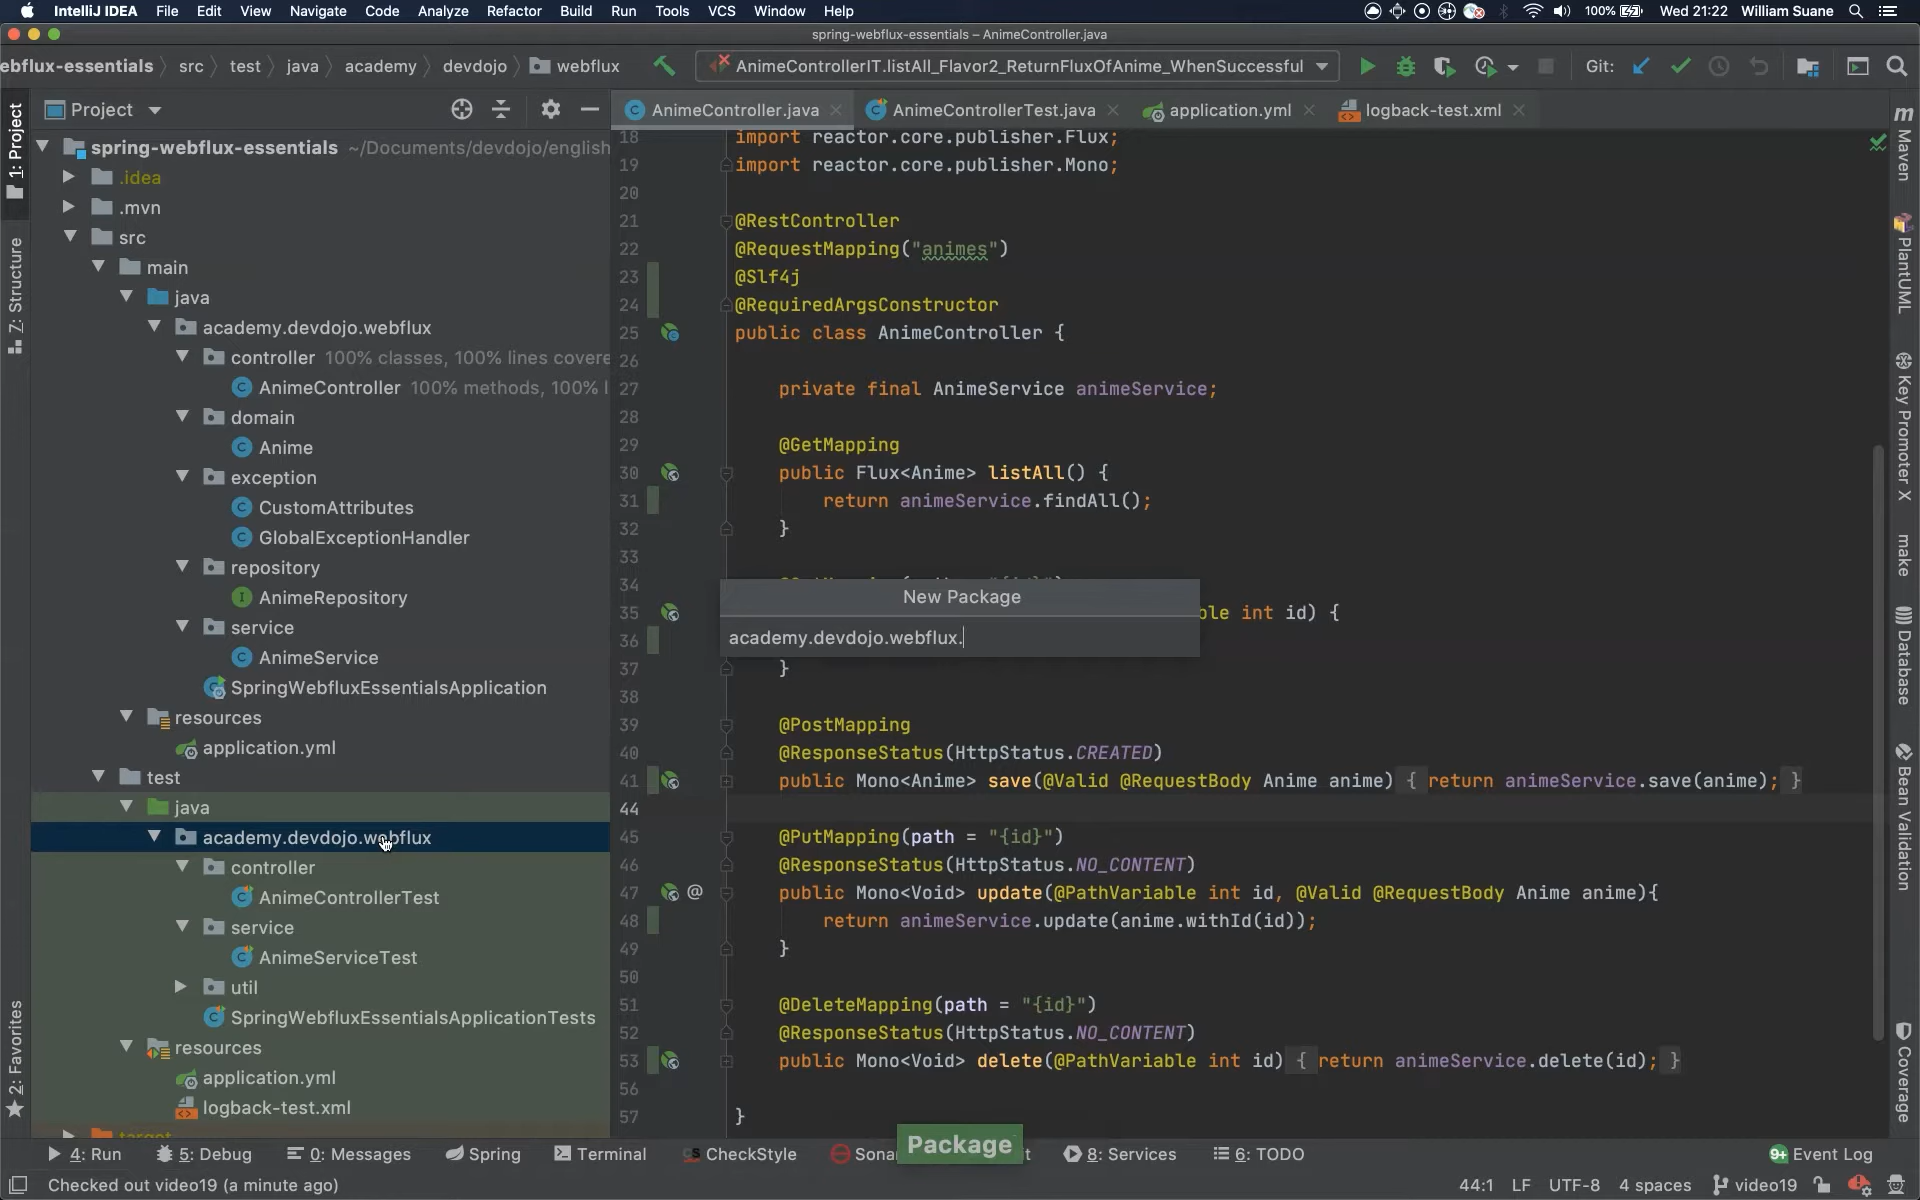 IntelliJ IDEA File Edit View Navigate Code Analyze Refactor Build Run Tools VCS Window Help 100% Wed 21:22 William Suane
spring-webflux-essentials – AnimeController.java
ebflux-essentials src test java academy devdojo webflux AnimeControllerIT.listAll_Flavor2_ReturnFluxOfAnime_WhenSuccessful Git:
Project
AnimeController.java AnimeControllerTest.java application.yml logback-test.xml
1: Project
Z: Structure
2: Favorites
spring-webflux-essentials ~/Documents/devdojo/english
.idea
.mvn
src
main
java
academy.devdojo.webflux
controller 100% classes, 100% lines covere
AnimeController 100% methods, 100% l
domain
Anime
exception
CustomAttributes
GlobalExceptionHandler
repository
AnimeRepository
service
AnimeService
SpringWebfluxEssentialsApplication
resources
application.yml
test
java
academy.devdojo.webflux
controller
AnimeControllerTest
service
AnimeServiceTest
util
SpringWebfluxEssentialsApplicationTests
resources
application.yml
logback-test.xml
target
18 import reactor.core.publisher.Flux;
19 import reactor.core.publisher.Mono;
20
21 @RestController
22 @RequestMapping("animes")
23 @Slf4j
24 @RequiredArgsConstructor
25 public class AnimeController {
26
27 private final AnimeService animeService;
28
29 @GetMapping
30 public Flux<Anime> listAll() {
31 return animeService.findAll();
32 }
33
34
35 ble int id) {
36
37 }
38
39 @PostMapping
40 @ResponseStatus(HttpStatus.CREATED)
41 public Mono<Anime> save(@Valid @RequestBody Anime anime) { return animeService.save(anime); }
44
45 @PutMapping(path = "{id}")
46 @ResponseStatus(HttpStatus.NO_CONTENT)
47 @ public Mono<Void> update(@PathVariable int id, @Valid @RequestBody Anime anime){
48 return animeService.update(anime.withId(id));
49 }
50
51 @DeleteMapping(path = "{id}")
52 @ResponseStatus(HttpStatus.NO_CONTENT)
53 public Mono<Void> delete(@PathVariable int id) { return animeService.delete(id); }
56
57 }
New Package
academy.devdojo.webflux.
Maven
PlantUML
Key Promoter X
make
Database
Bean Validation
Coverage
Package
4: Run 5: Debug 0: Messages Spring Terminal CheckStyle Sona t 8: Services 6: TODO 9+ Event Log
Checked out video19 (a minute ago) 44:1 LF UTF-8 4 spaces video19